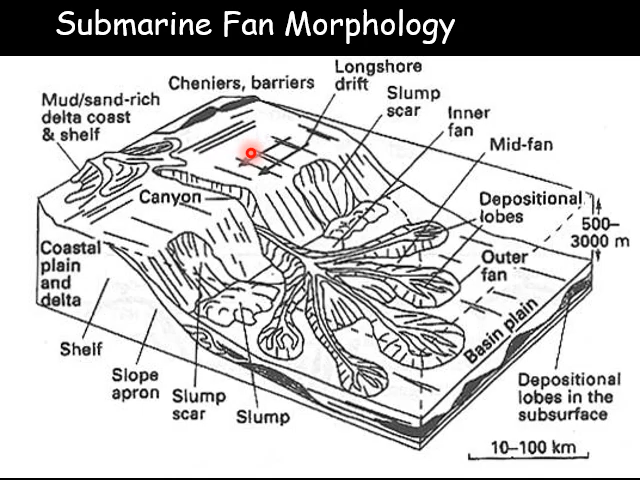 Submarine Fan Morphology
Longshore
drift
Cheniers, barriers
Slump
scar
Mud/sand-rich
delta coast
& shelf
Inner
fan
Mid-fan
Canyon
Depositional
lobes
500–
3000 m
Coastal
plain
and
delta
Outer
fan
Basin plain
Shelf
Slope
apron
Slump
scar
Slump
Depositional
lobes in the
subsurface
10–100 km